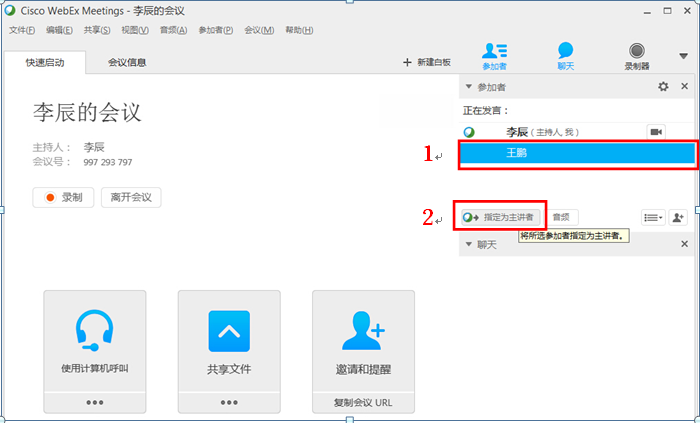 Cisco WebEx Meetings - 李辰的会议
文件(F) 编辑(E) 共享(S) 视图(V) 音频(A) 参加者(P) 会议(M) 帮助(H)
快速启动 会议信息 新建白板 参加者 聊天 录制器
参加者
正在发言：
李辰的会议
李辰 (主持人, 我)
主持人： 李辰
1 王鹏
会议号： 997 293 797
录制 离开会议
2 指定为主讲者 音频
将所选参加者指定为主讲者。
聊天
使用计算机呼叫 共享文件 邀请和提醒
复制会议 URL